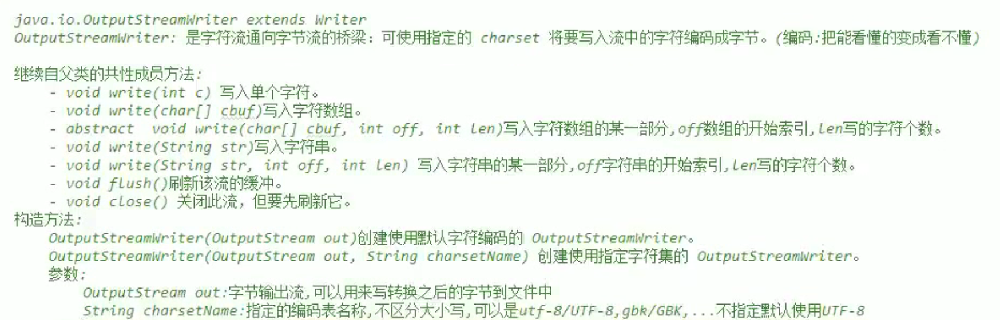 java.io.OutputStreamWriter extends Writer
OutputStreamWriter: 是字符流通向字节流的桥梁：可使用指定的 charset 将要写入流中的字符编码成字节。(编码:把能看懂的变成看不懂)
继续自父类的共性成员方法:
- void write(int c) 写入单个字符。
- void write(char[] cbuf)写入字符数组。
- abstract  void write(char[] cbuf, int off, int len)写入字符数组的某一部分,off数组的开始索引,len写的字符个数。
- void write(String str)写入字符串。
- void write(String str, int off, int len) 写入字符串的某一部分,off字符串的开始索引,len写的字符个数。
- void flush()刷新该流的缓冲。
- void close() 关闭此流，但要先刷新它。
构造方法:
OutputStreamWriter(OutputStream out)创建使用默认字符编码的 OutputStreamWriter。
OutputStreamWriter(OutputStream out, String charsetName) 创建使用指定字符集的 OutputStreamWriter。
参数:
OutputStream out:字节输出流,可以用来写转换之后的字节到文件中
String charsetName:指定的编码表名称,不区分大小写,可以是utf-8/UTF-8,gbk/GBK,...不指定默认使用UTF-8